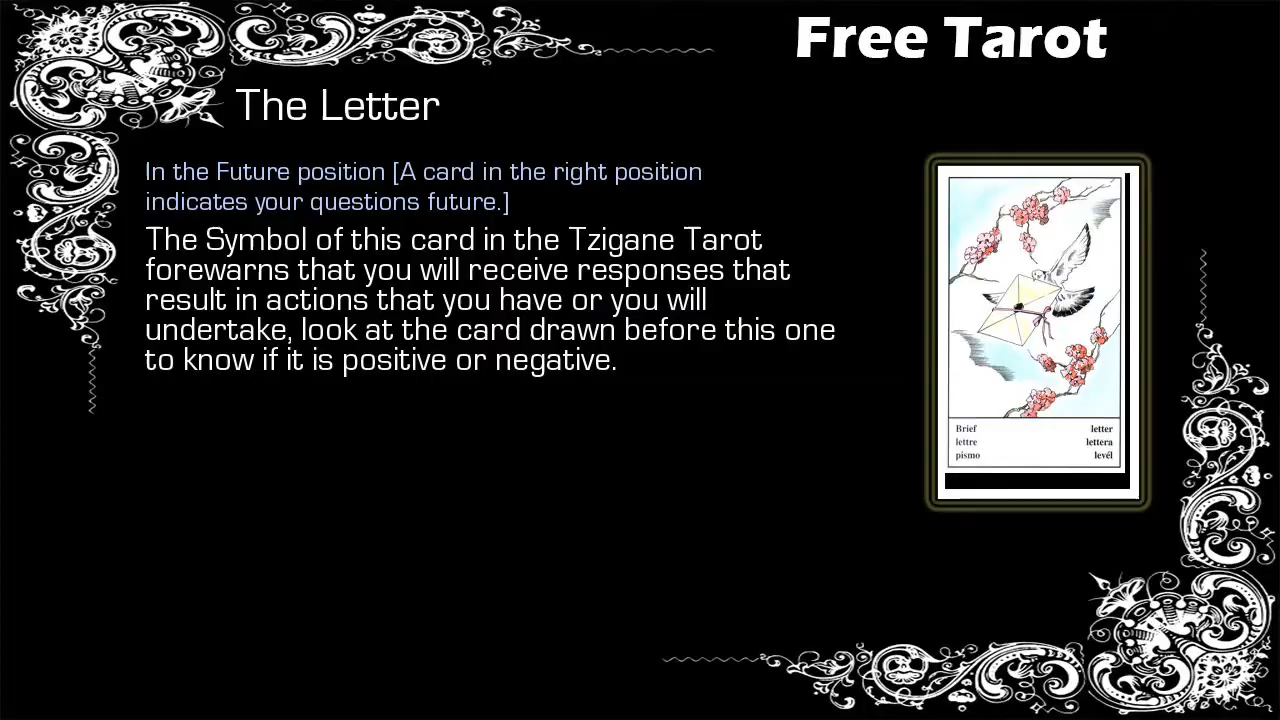 Free Tarot
The Letter
In the Future position [A card in the right position
indicates your questions future.]
The Symbol of this card in the Tzigane Tarot
forewarns that you will receive responses that
result in actions that you have or you will
undertake, look at the card drawn before this one
to know if it is positive or negative.
Brief letter
lettre lettera
pismo levél